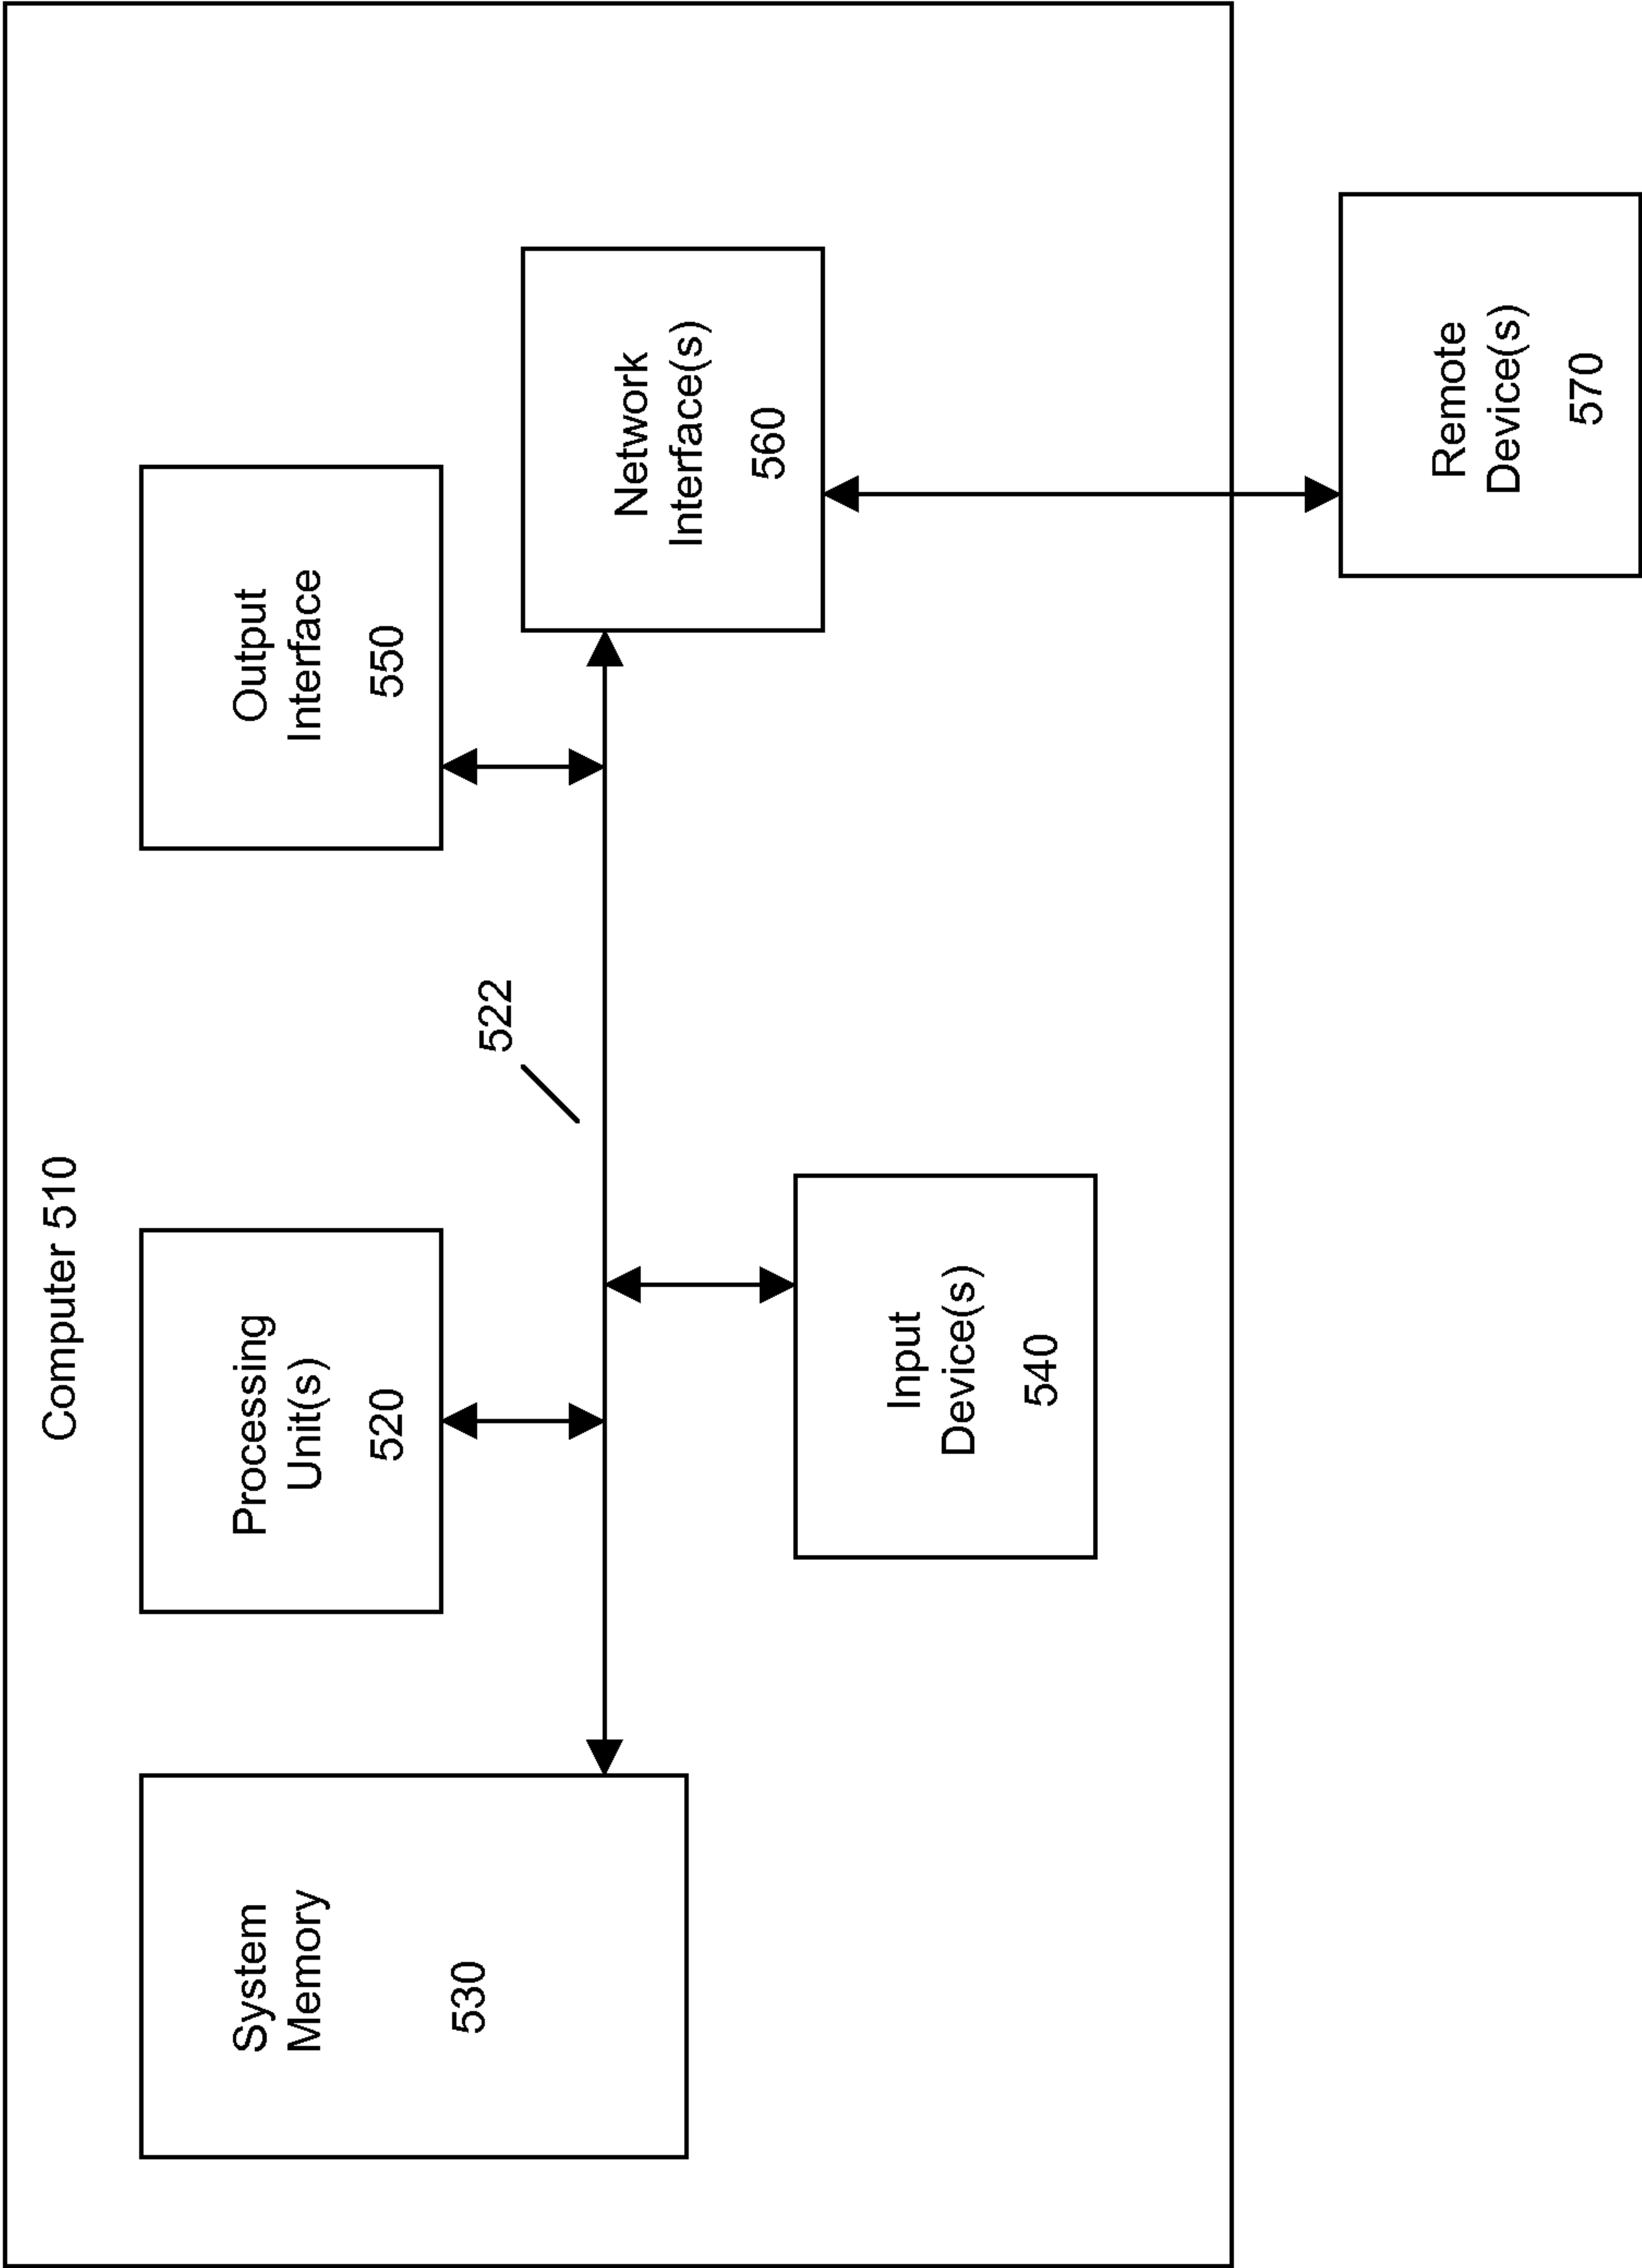 Computer 510
System
Memory
530
Processing
Unit(s)
520
Output
Interface
550
522
Network
Interface(s)
560
Input
Device(s)
540
Remote
Device(s)
570